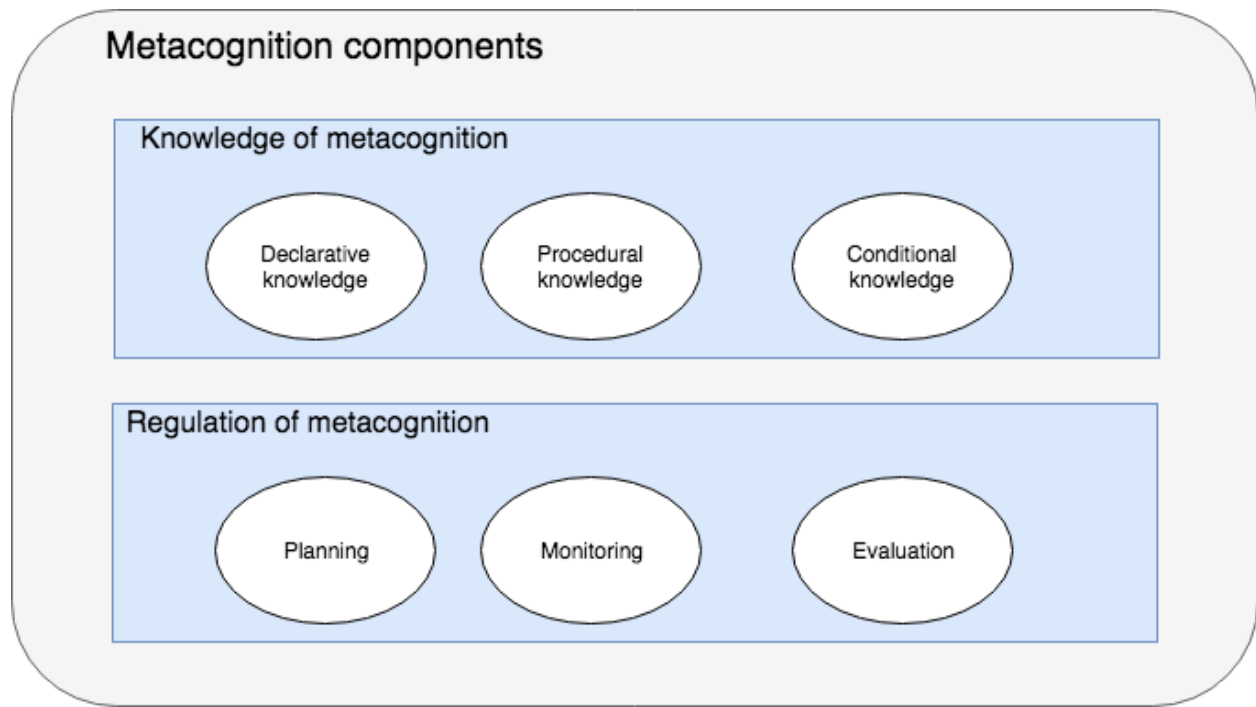 Metacognition components
Knowledge of metacognition
Declarative
knowledge
Procedural
knowledge
Conditional
knowledge
Regulation of metacognition
Planning
Monitoring
Evaluation